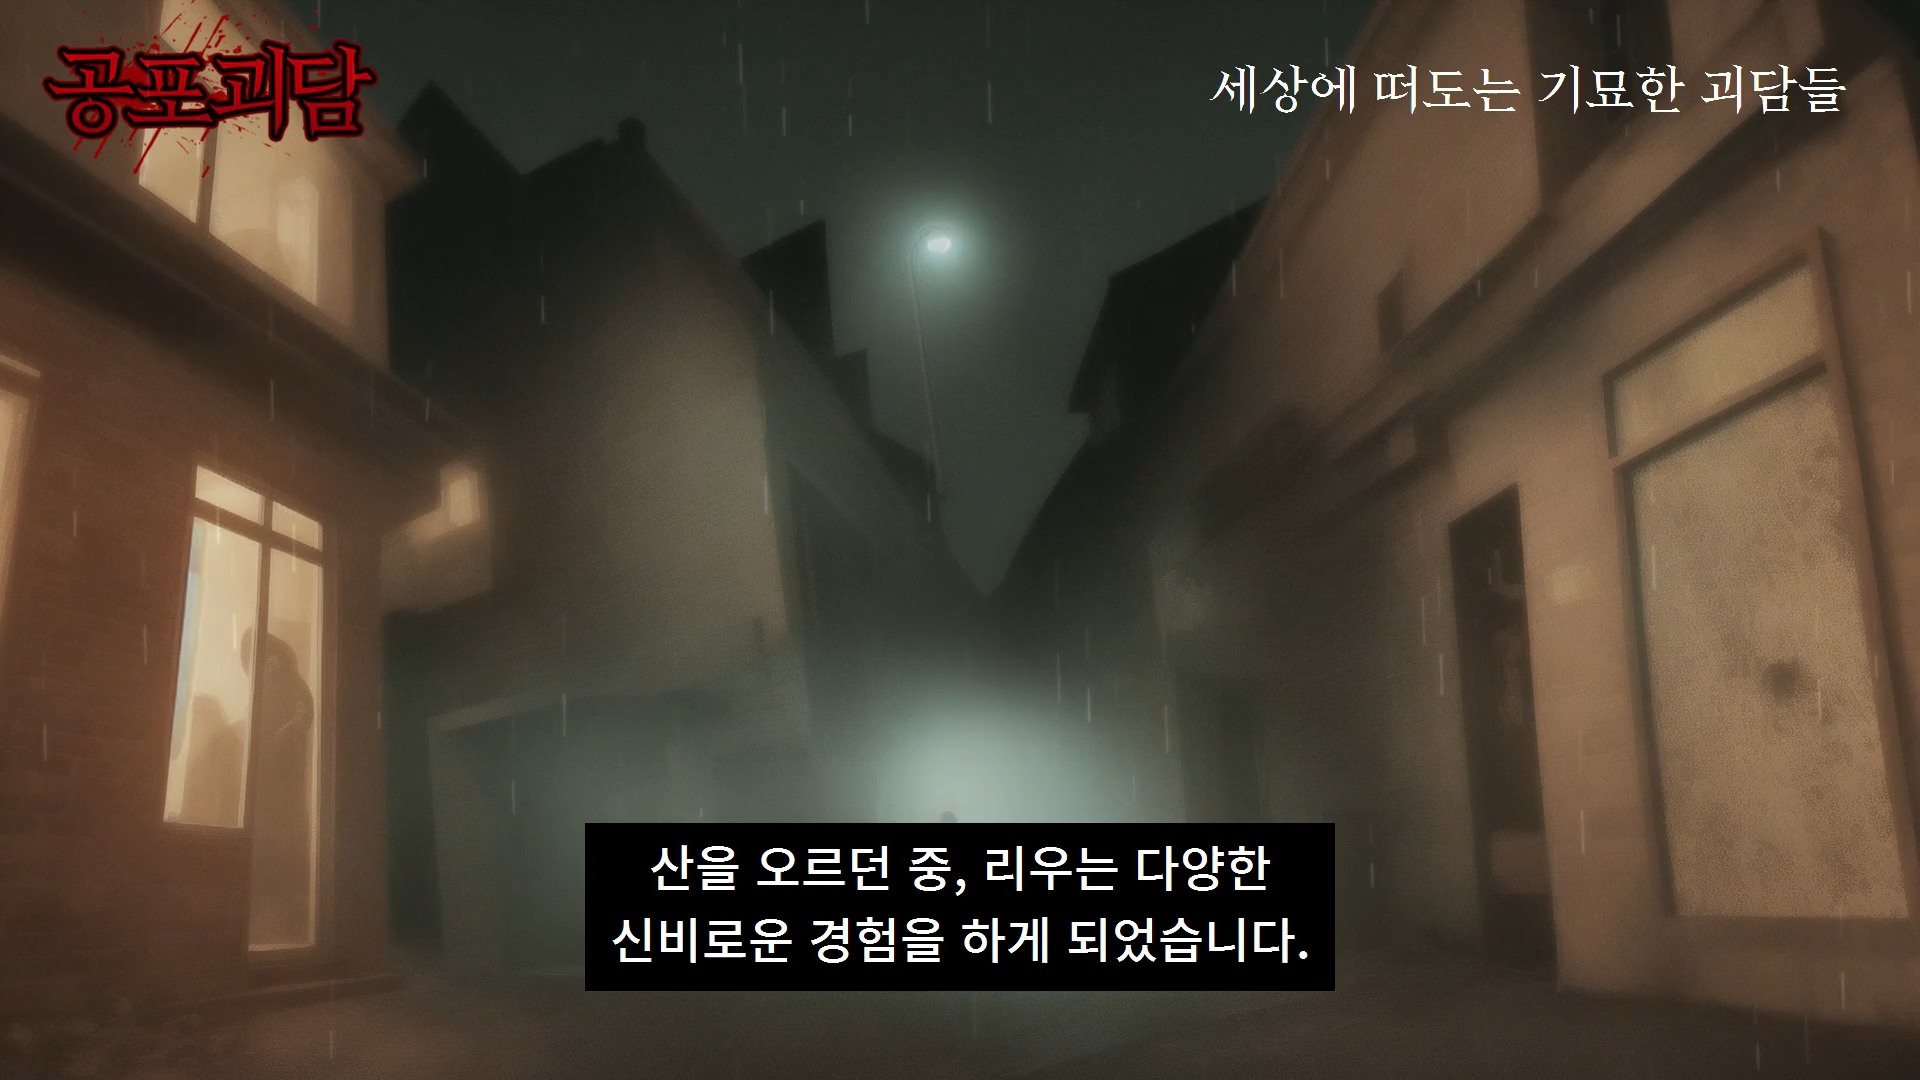 공포괴담
세상에 떠도는 기묘한 괴담들
산을 오르던 중, 리우는 다양한
신비로운 경험을 하게 되었습니다.